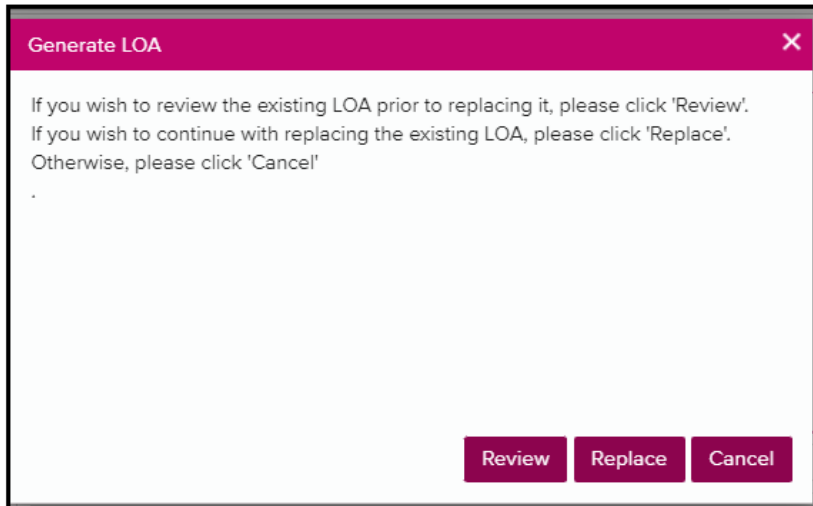 Generate LOA
If you wish to review the existing LOA prior to replacing it, please click 'Review'.
If you wish to continue with replacing the existing LOA, please click 'Replace'.
Otherwise, please click 'Cancel'
.
Review Replace Cancel